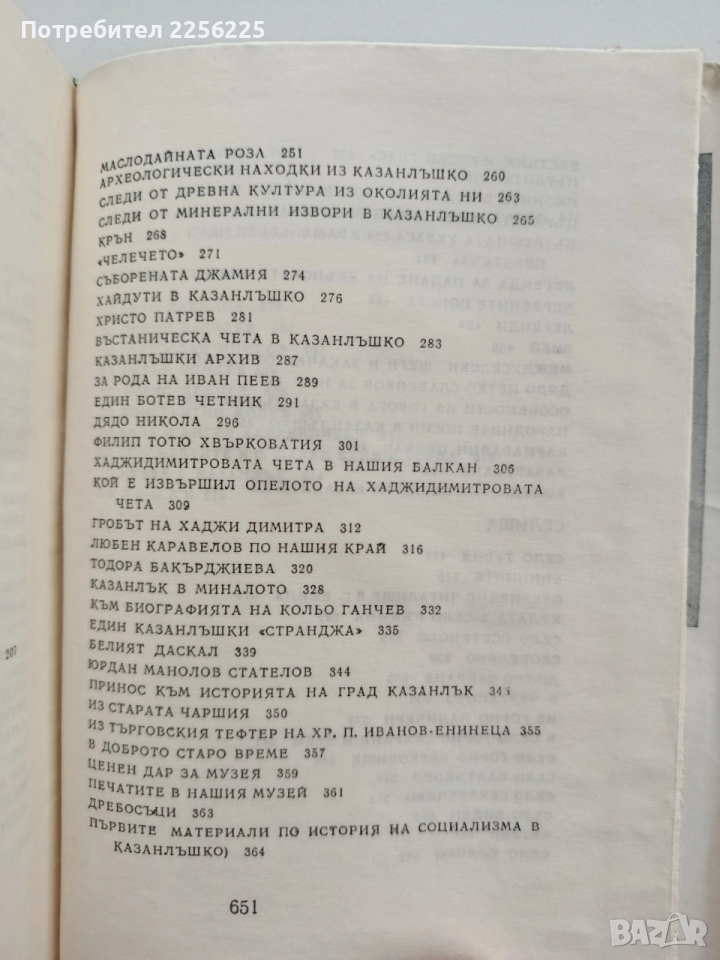 Потребител 2256225
МАСЛОДАЙНАТА РОЗА 251
АРХЕОЛОГИЧЕСКИ НАХОДКИ ИЗ КАЗАНЛЪШКО 260
СЛЕДИ ОТ ДРЕВНА КУЛТУРА ИЗ ОКОЛИЯТА НИ 263
СЛЕДИ ОТ МИНЕРАЛНИ ИЗВОРИ В КАЗАНЛЪШКО 265
КРЪН 268
«ЧЕЛЕЧЕТО» 271
СЪБОРЕНАТА ДЖАМИЯ 274
ХАЙДУТИ В КАЗАНЛЪШКО 276
ХРИСТО ПАТРЕВ 281
ВЪСТАНИЧЕСКА ЧЕТА В КАЗАНЛЪШКО 283
КАЗАНЛЪШКИ АРХИВ 287
ЗА РОДА НА ИВАН ПЕЕВ 289
ЕДИН БОТЕВ ЧЕТНИК 291
ДЯДО НИКОЛА 296
ФИЛИП ТОТЮ ХВЪРКОВАТИЯ 301
ХАДЖИДИМИТРОВАТА ЧЕТА В НАШИЯ БАЛКАН 306
КОЙ Е ИЗВЪРШИЛ ОПЕЛОТО НА ХАДЖИДИМИТРОВАТА
ЧЕТА 309
ГРОБЪТ НА ХАДЖИ ДИМИТРА 312
ЛЮБЕН КАРАВЕЛОВ ПО НАШИЯ КРАЙ 316
ТОДОРА БАКЪРДЖИЕВА 320
КАЗАНЛЪК В МИНАЛОТО 328
КЪМ БИОГРАФИЯТА НА КОЛЬО ГАНЧЕВ 332
ЕДИН КАЗАНЛЪШКИ «СТРАНДЖА» 335
БЕЛИЯТ ДАСКАЛ 339
ЮРДАН МАНОЛОВ СТАТЕЛОВ 344
ПРИНОС КЪМ ИСТОРИЯТА НА ГРАД КАЗАНЛЪК
ИЗ СТАРАТА ЧАРШИЯ 350
ИЗ ТЪРГОВСКИЯ ТЕФТЕР НА ХР. П. ИВАНОВ-ЕНИНЕЦА 355
В ДОБРОТО СТАРО ВРЕМЕ 357
ЦЕНЕН ДАР ЗА МУЗЕЯ 359
ПЕЧАТИТЕ В НАШИЯ МУЗЕЙ 361
ДРЕБОСЪЦИ 363
ПЪРВИТЕ МАТЕРИАЛИ ПО ИСТОРИЯ НА СОЦИАЛИЗМА В
КАЗАНЛЪШКО) 364
651
207
BAZAR